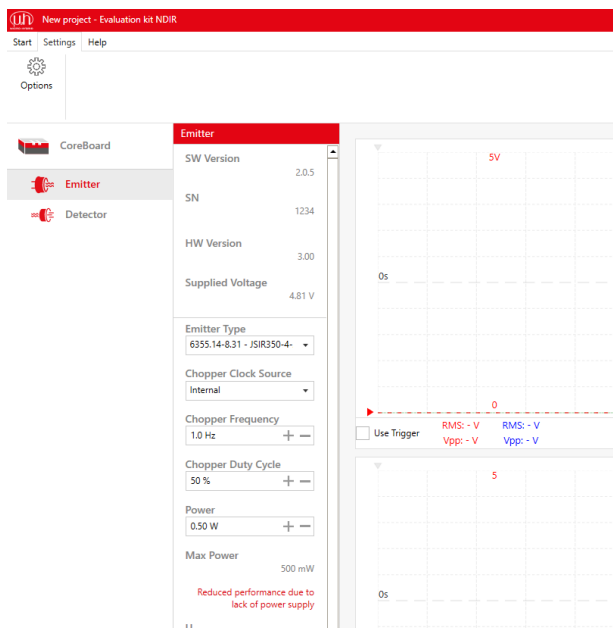 New project - Evaluation kit NDIR
Start Settings Help
Options
CoreBoard
Emitter
Detector
Emitter
SW Version
2.0.5
SN
1234
HW Version
3.00
Supplied Voltage
4.81 V
Emitter Type
6355.14-8.31 - JSIR350-4-
Chopper Clock Source
Internal
Chopper Frequency
1.0 Hz
Chopper Duty Cycle
50 %
Power
0.50 W
Max Power
500 mW
Reduced performance due to
lack of power supply
5V
0s
0
Use Trigger
RMS: - V RMS: - V
Vpp: - V Vpp: - V
5
0s